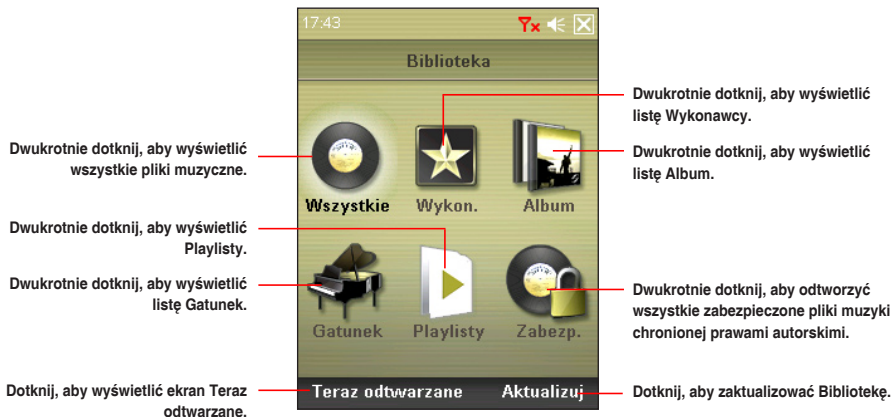 17:43
Biblioteka
Dwukrotnie dotknij, aby wyświetlić
wszystkie pliki muzyczne.
Dwukrotnie dotknij, aby wyświetlić
Playlisty.
Dwukrotnie dotknij, aby wyświetlić
listę Gatunek.
Dotknij, aby wyświetlić ekran Teraz
odtwarzane.
Wszystkie
Wykon.
Album
Gatunek
Playlisty
Zabezp.
Teraz odtwarzane
Aktualizuj
Dwukrotnie dotknij, aby wyświetlić
listę Wykonawcy.
Dwukrotnie dotknij, aby wyświetlić
listę Album.
Dwukrotnie dotknij, aby odtworzyć
wszystkie zabezpieczone pliki muzyki
chronionej prawami autorskimi.
Dotknij, aby zaktualizować Bibliotekę.